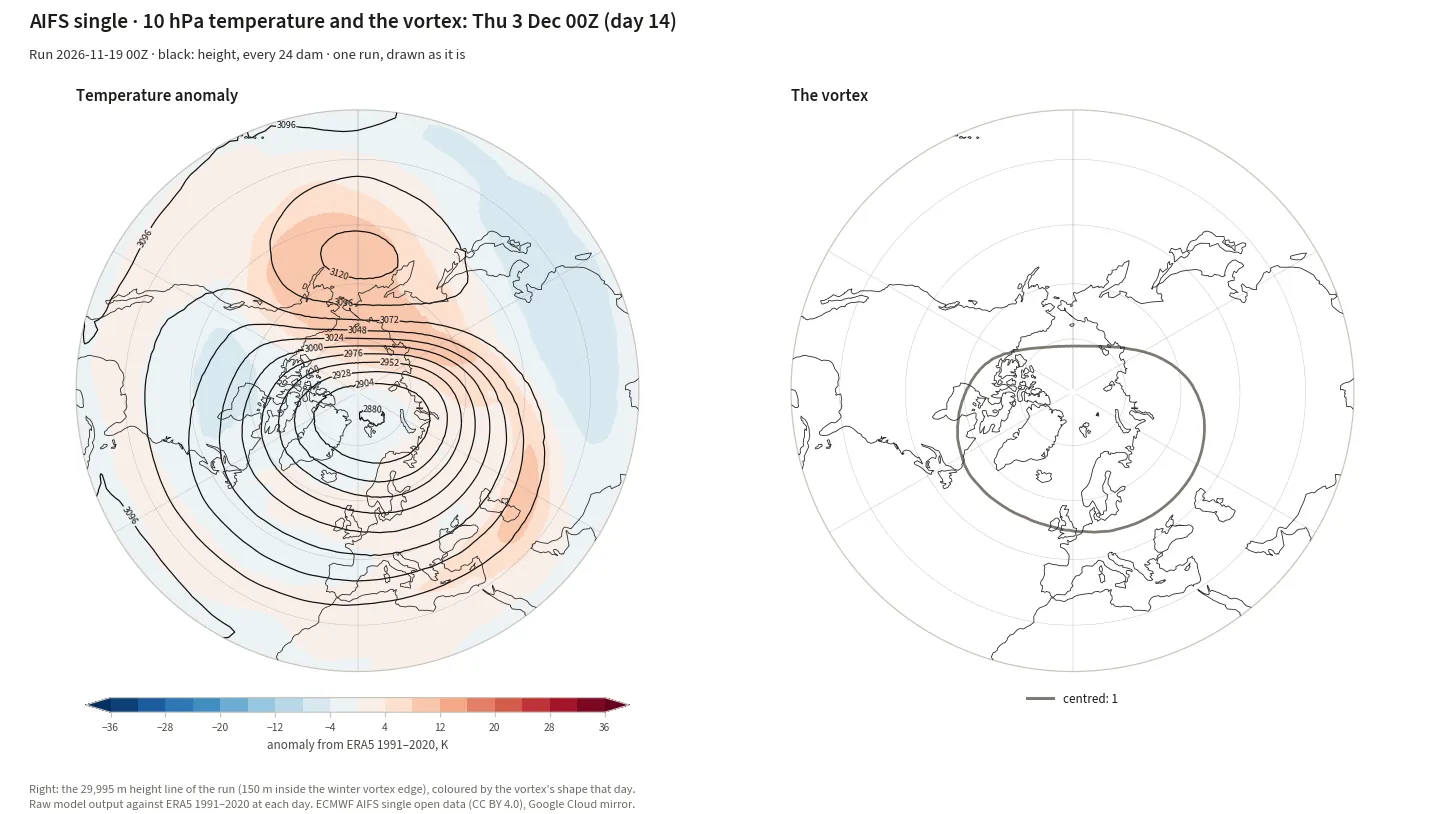 AIFS single · 10 hPa temperature and the vortex: Thu 3 Dec 00Z (day 14)
Run 2026-11-19 00Z · black: height, every 24 dam · one run, drawn as it is
Temperature anomaly
The vortex
3096
3096
3120
3096
3072
3048
3024
3000
2976
2952
2928
2904
2880
3096
−36 −28 −20 −12 −4 4 12 20 28 36
anomaly from ERA5 1991–2020, K
centred: 1
Right: the 29,995 m height line of the run (150 m inside the winter vortex edge), coloured by the vortex's shape that day.
Raw model output against ERA5 1991–2020 at each day. ECMWF AIFS single open data (CC BY 4.0), Google Cloud mirror.